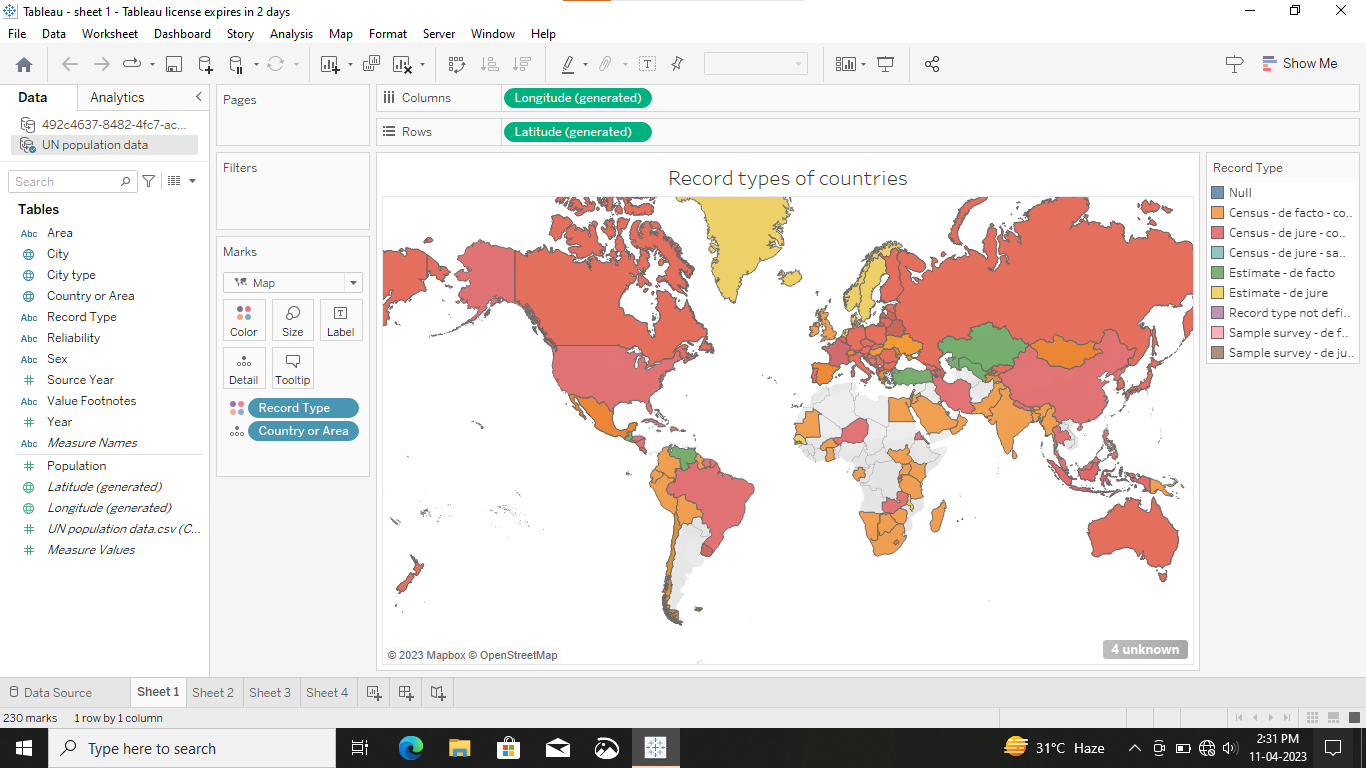 Tableau - sheet 1 - Tableau license expires in 2 days
File Data Worksheet Dashboard Story Analysis Map Format Server Window Help
Show Me
Data Analytics
492c4637-8482-4fc7-ac...
UN population data
Search
Tables
Abc Area
City
City type
Country or Area
Abc Record Type
Abc Reliability
Abc Sex
Source Year
Abc Value Footnotes
Year
Abc Measure Names
Population
Latitude (generated)
Longitude (generated)
UN population data.csv (C...
Measure Values
Pages
Filters
Marks
Map
Color Size Label
Detail Tooltip
Record Type
Country or Area
Columns Longitude (generated)
Rows Latitude (generated)
Record types of countries
© 2023 Mapbox © OpenStreetMap
4 unknown
Record Type
Null
Census - de facto - co..
Census - de jure - co...
Census - de jure - sa..
Estimate - de facto
Estimate - de jure
Record type not defi..
Sample survey - de f..
Sample survey - de ju..
Data Source Sheet 1 Sheet 2 Sheet 3 Sheet 4
230 marks 1 row by 1 column
Type here to search
31°C Haze
2:31 PM
11-04-2023